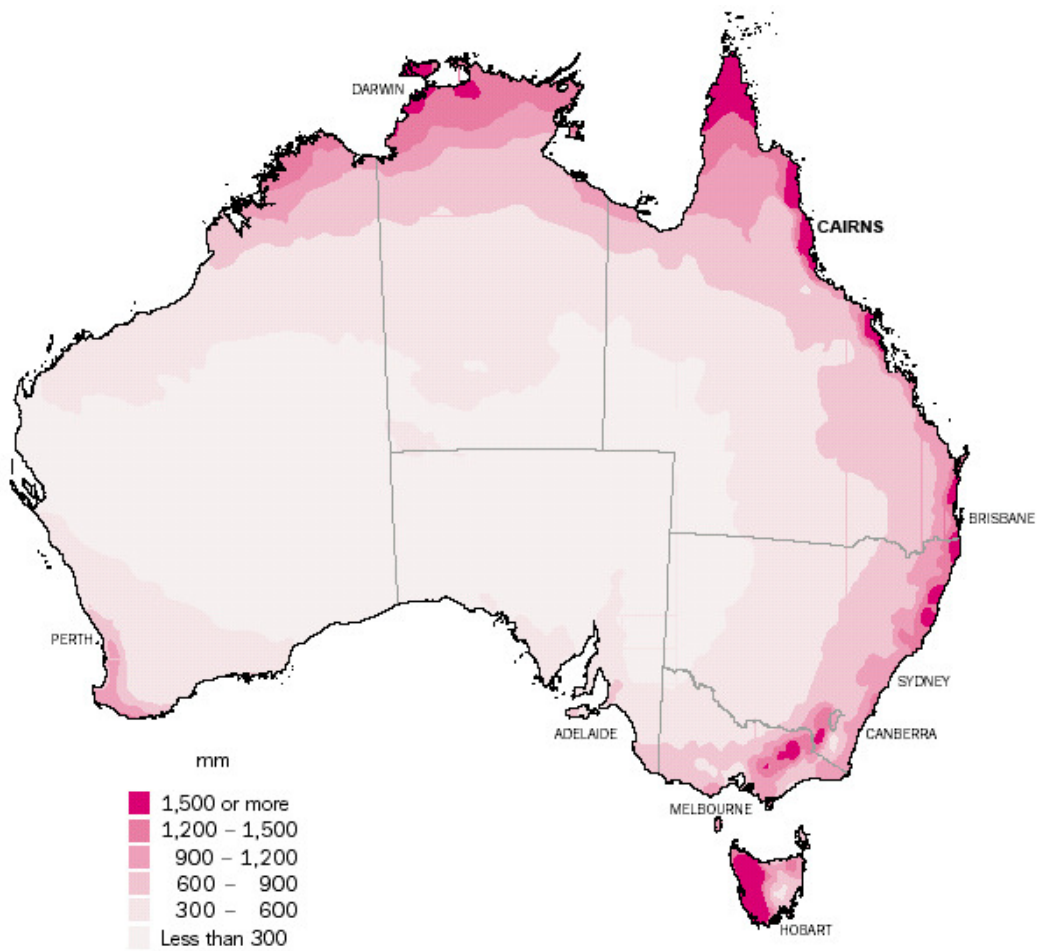 DARWIN
CAIRNS
BRISBANE
PERTH
SYDNEY
ADELAIDE
CANBERRA
mm
MELBOURNE
1,500 or more
1,200 – 1,500
900 – 1,200
600 – 900
300 – 600
Less than 300
HOBART